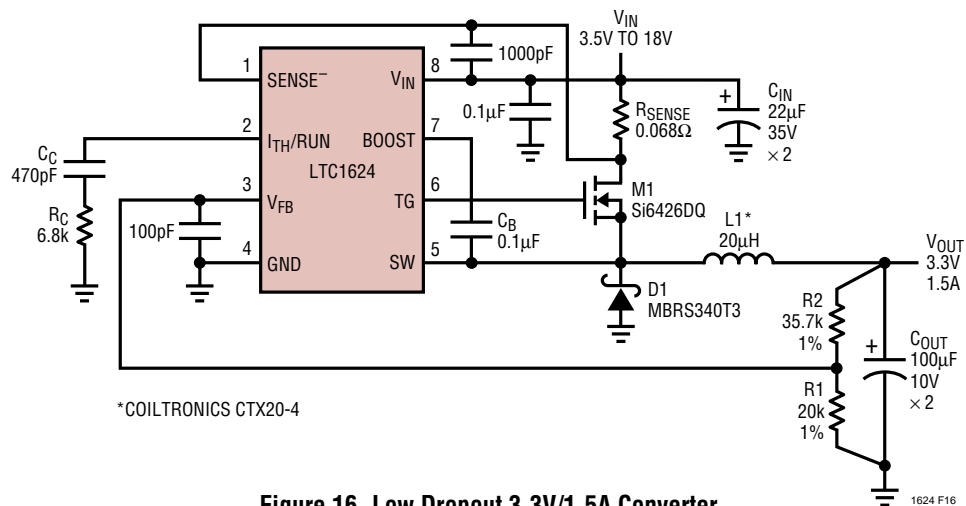 V_IN
3.5V TO 18V
1000pF
1
SENSE⁻
V_IN
8
0.1μF
R_SENSE
0.068Ω
+
C_IN
22μF
35V
× 2
2
I_TH/RUN
BOOST
7
C_C
470pF
LTC1624
3
V_FB
TG
6
M1
Si6426DQ
R_C
6.8k
100pF
C_B
0.1μF
L1*
20μH
4
GND
SW
5
V_OUT
3.3V
1.5A
D1
MBRS340T3
R2
35.7k
1%
+
C_OUT
100μF
10V
× 2
R1
20k
1%
*COILTRONICS CTX20-4
Figure 16. Low Dropout 3.3V/1.5A Converter
1624 F16